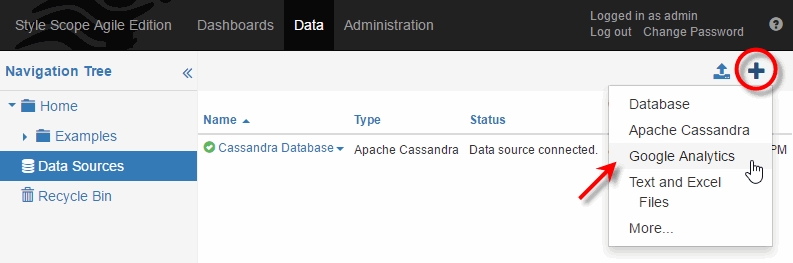 Style Scope Agile Edition
Dashboards
Data
Administration
Logged in as admin
Log out Change Password
Navigation Tree
Home
Examples
Data Sources
Recycle Bin
Name Type Status
Cassandra Database Apache Cassandra Data source connected. PM
Database
Apache Cassandra
Google Analytics
Text and Excel
Files
More...